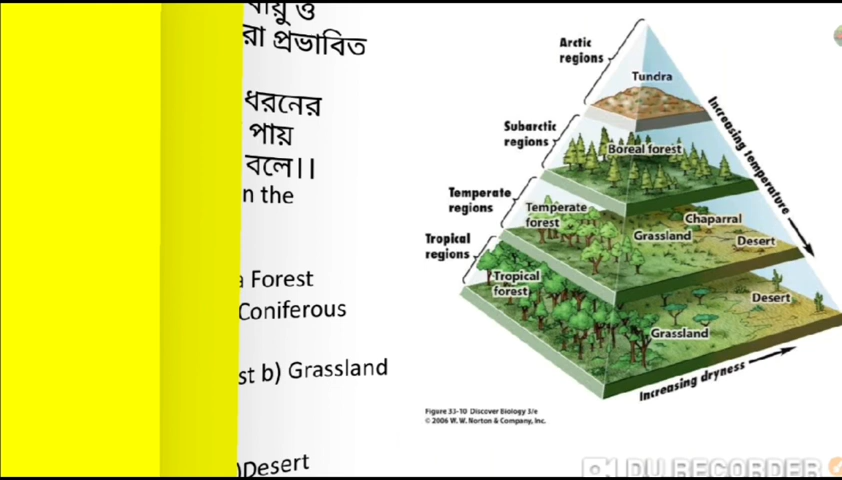 বায়ু ও
রা প্রভাবিত
ধরনের
পায়
বলে।।
n the
a Forest
Coniferous
st b) Grassland
)Desert
Arctic
regions
Tundra
Subarctic
regions
Boreal forest
Increasing temperature
Temperate
regions
Temperate
forest
Chaparral
Grassland
Desert
Tropical
regions
Tropical
forest
Desert
Grassland
Increasing dryness
Figure 33-10 Discover Biology 3/e
© 2006 W. W. Norton & Company, Inc.
DU RECORDER